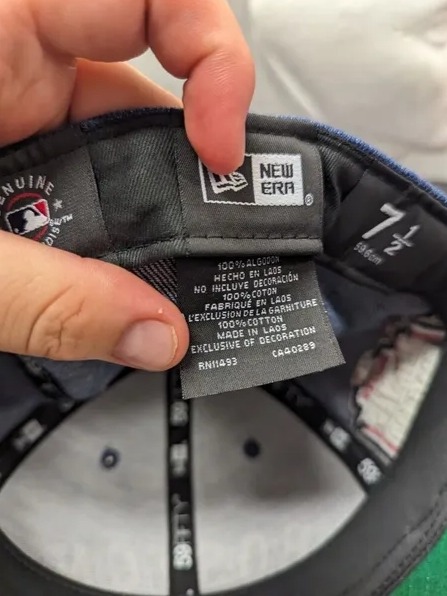 GENUINE
NEW
ERA
®
7 1/2
59.6cm
100% ALGODON
HECHO EN LAOS
NO INCLUYE DECORACIÓN
100% COTON
FABRIQUÉ EN LAOS
L'EXCLUSION DE LA GARNITURE
100% COTTON
MADE IN LAOS
EXCLUSIVE OF DECORATION
RN11493 CA40289
59FIFTY